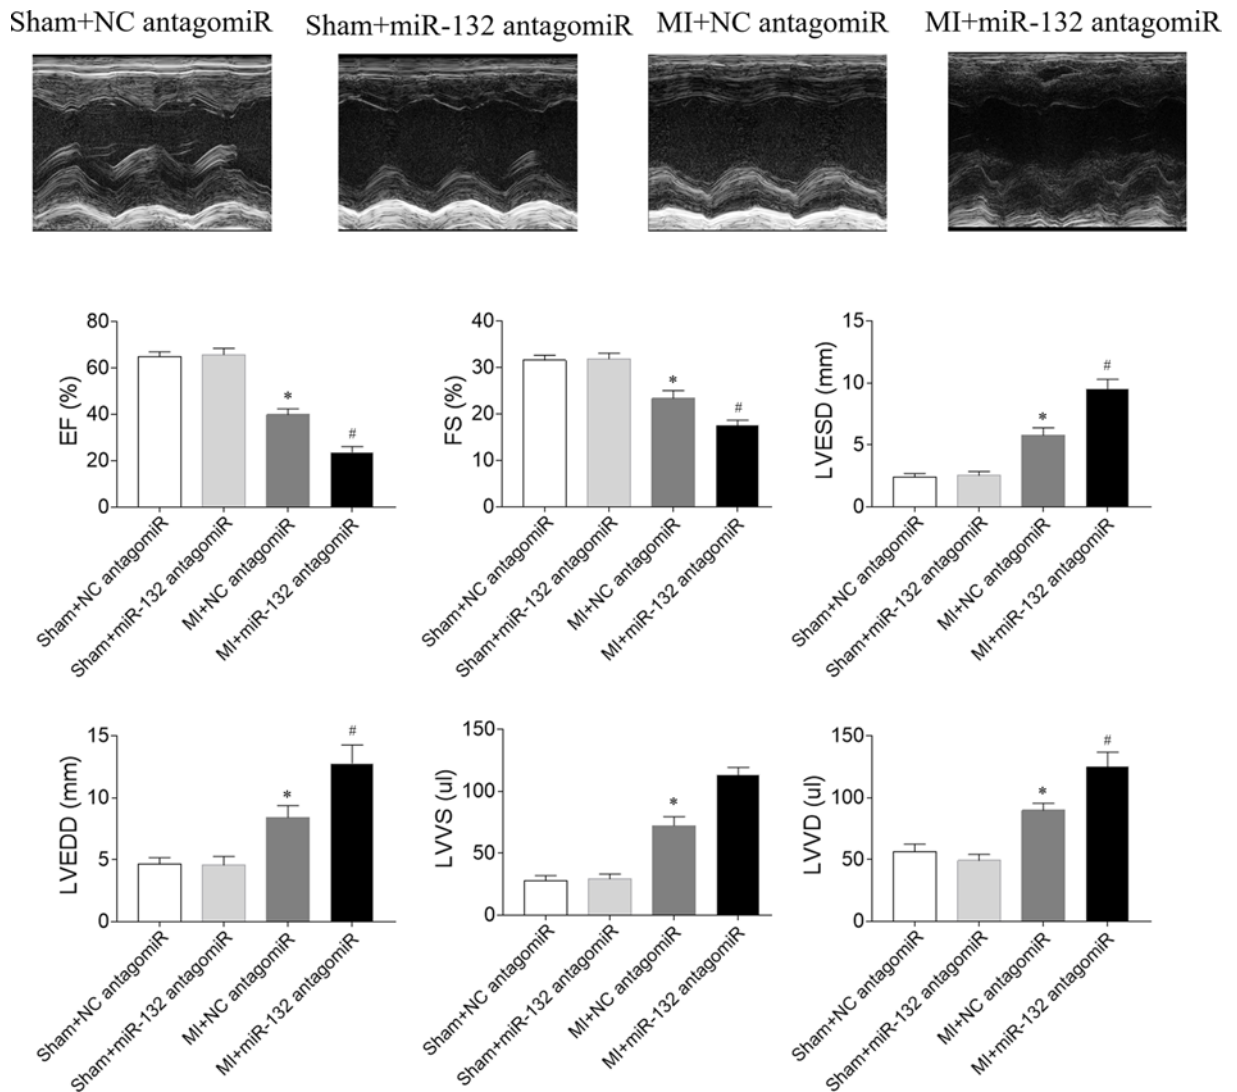 Sham+NC antagomiR Sham+miR-132 antagomiR MI+NC antagomiR MI+miR-132 antagomiR
EF (%)
80
60
40
20
0
*
#
Sham+NC antagomiR
Sham+miR-132 antagomiR
MI+NC antagomiR
MI+miR-132 antagomiR
FS (%)
40
30
20
10
0
*
#
Sham+NC antagomiR
Sham+miR-132 antagomiR
MI+NC antagomiR
MI+miR-132 antagomiR
LVESD (mm)
15
10
5
0
*
#
Sham+NC antagomiR
Sham+miR-132 antagomiR
MI+NC antagomiR
MI+miR-132 antagomiR
LVEDD (mm)
15
10
5
0
*
#
Sham+NC antagomiR
Sham+miR-132 antagomiR
MI+NC antagomiR
MI+miR-132 antagomiR
LVVS (ul)
150
100
50
0
*
Sham+NC antagomiR
Sham+miR-132 antagomiR
MI+NC antagomiR
MI+miR-132 antagomiR
LVVD (ul)
150
100
50
0
*
#
Sham+NC antagomiR
Sham+miR-132 antagomiR
MI+NC antagomiR
MI+miR-132 antagomiR